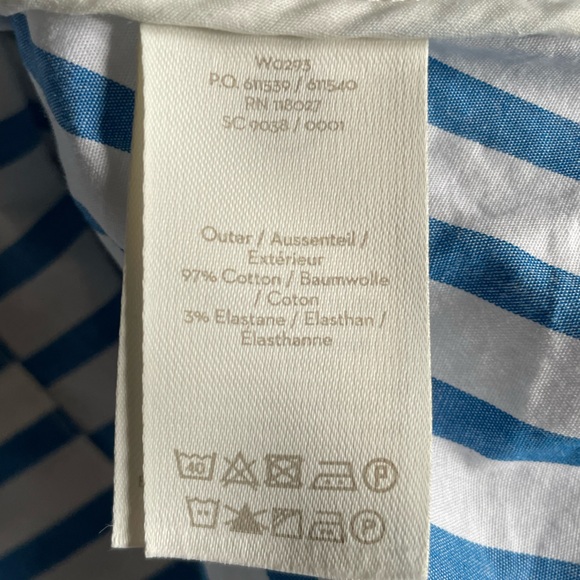 W0293
P.O. 611539 / 611540
RN 118027
SC 9038 / 0001
Outer / Aussenteil /
Extérieur
97% Cotton / Baumwolle
/ Coton
3% Elastane / Elasthan /
Élasthanne
40 P
P